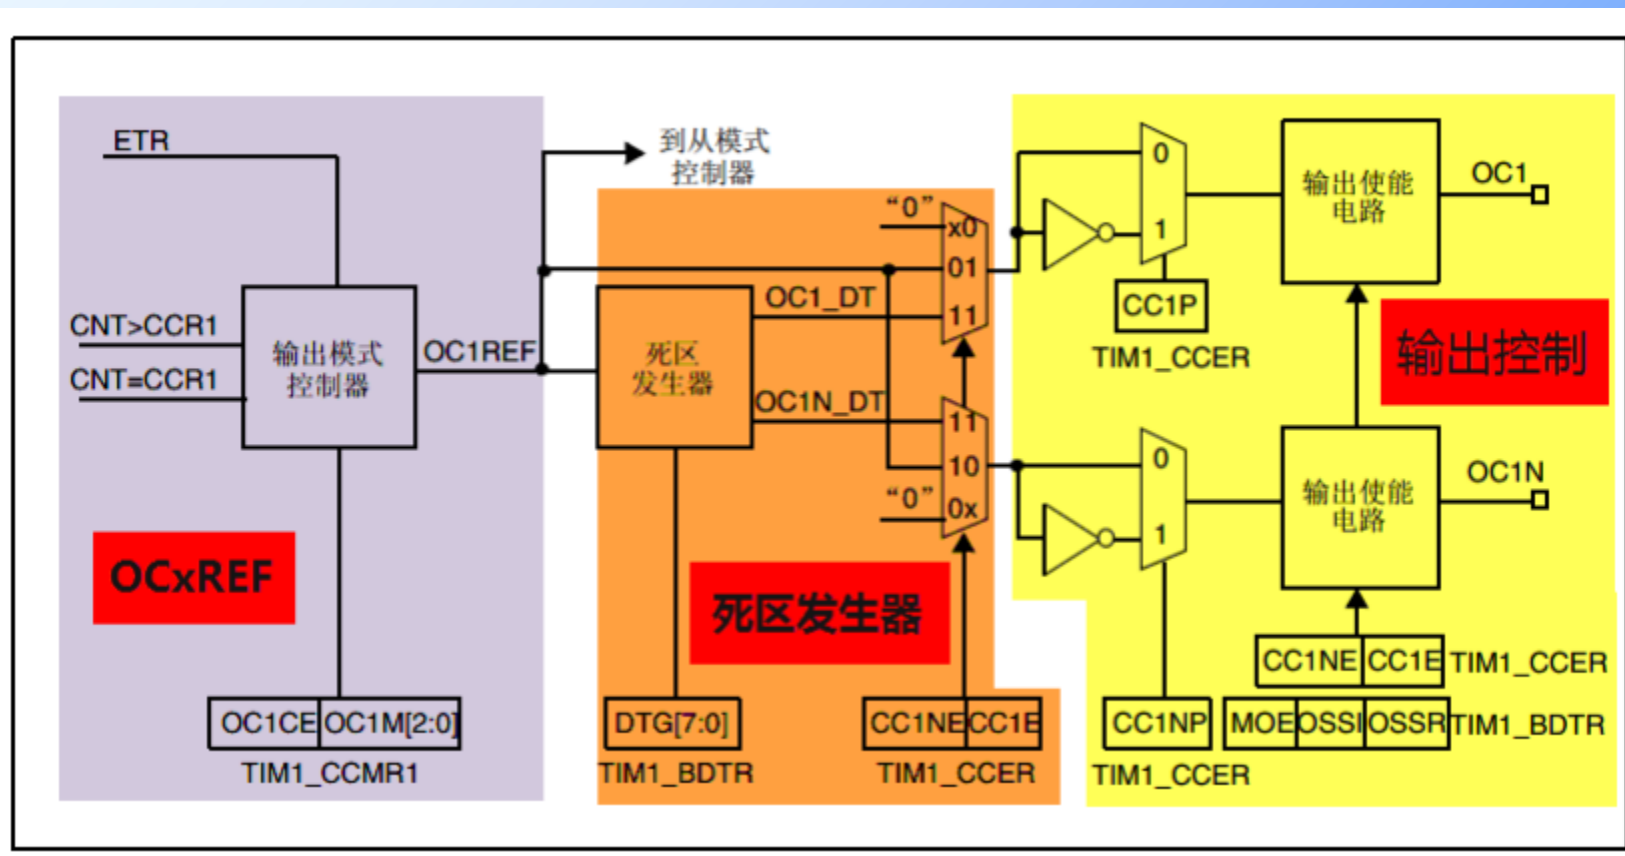 ETR
CNT>CCR1
CNT=CCR1
输出模式
控制器
OC1REF
OCxREF
OC1CE OC1M[2:0]
TIM1_CCMR1
到从模式
控制器
死区
发生器
OC1_DT
OC1N_DT
“0”
x0
01
11
11
10
“0”
0x
死区发生器
DTG[7:0]
TIM1_BDTR
CC1NE CC1E
TIM1_CCER
0
1
CC1P
TIM1_CCER
输出使能
电路
OC1
输出控制
0
1
输出使能
电路
OC1N
CC1NP
TIM1_CCER
CC1NE CC1E TIM1_CCER
MOE OSSI OSSR TIM1_BDTR